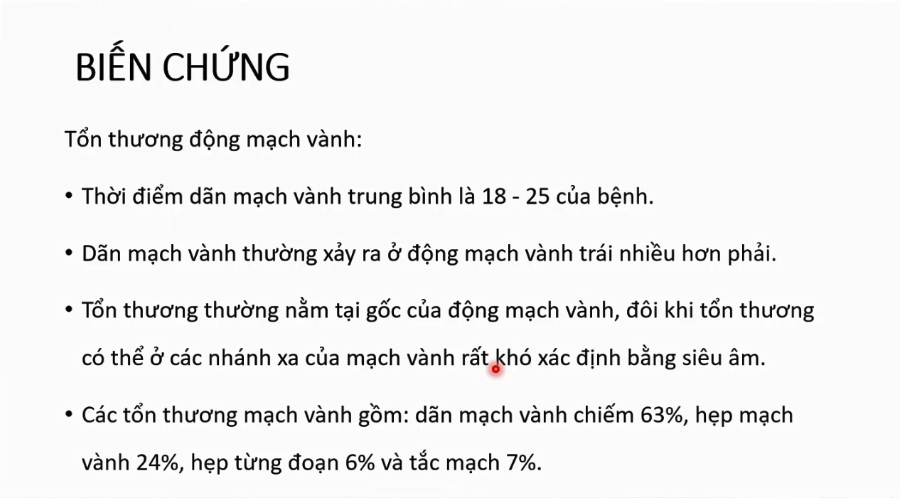 BIẾN CHỨNG
Tổn thương động mạch vành:
• Thời điểm dãn mạch vành trung bình là 18 - 25 của bệnh.
• Dãn mạch vành thường xảy ra ở động mạch vành trái nhiều hơn phải.
• Tổn thương thường nằm tại gốc của động mạch vành, đôi khi tổn thương
có thể ở các nhánh xa của mạch vành rất khó xác định bằng siêu âm.
• Các tổn thương mạch vành gồm: dãn mạch vành chiếm 63%, hẹp mạch
vành 24%, hẹp từng đoạn 6% và tắc mạch 7%.